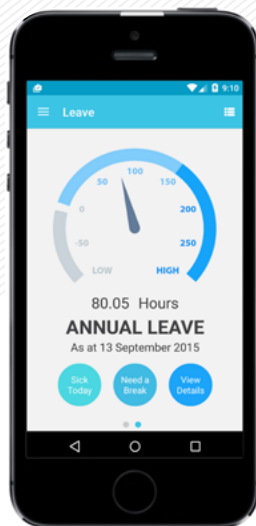 9:10
Leave
100
50 150
0 200
-50 250
LOW HIGH
80.05 Hours
ANNUAL LEAVE
As at 13 September 2015
Sick Today
Need a Break
View Details